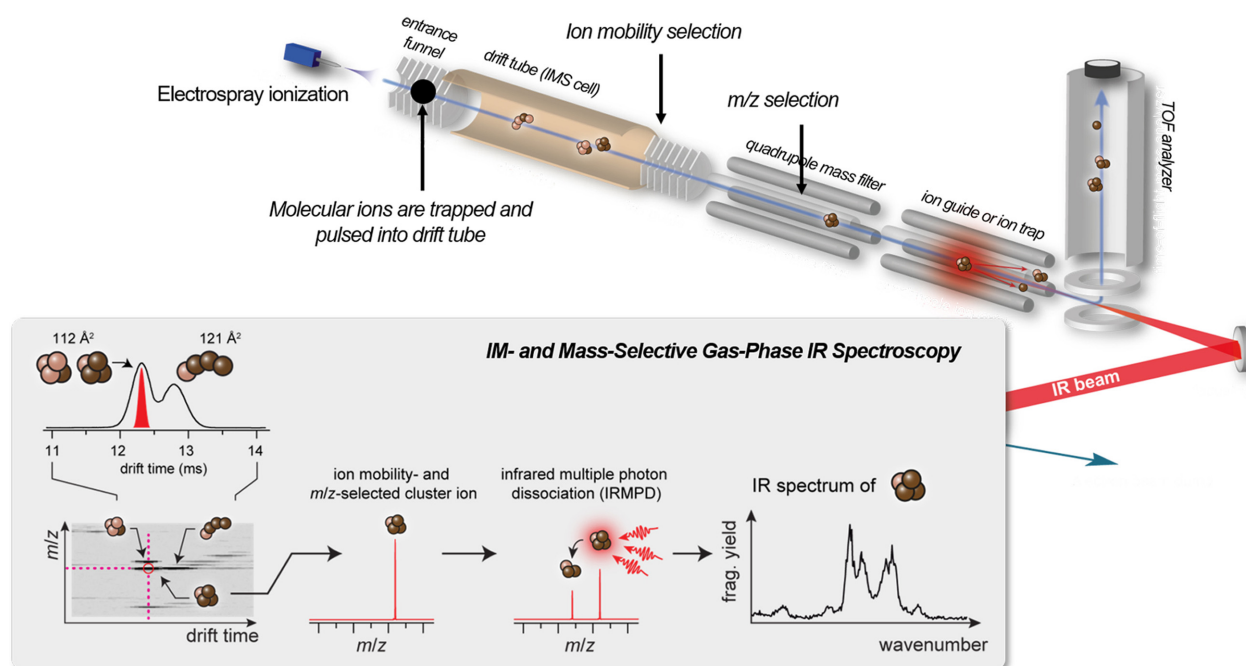 Electrospray ionization
entrance
funnel
drift tube (IMS cell)
Ion mobility selection
m/z selection
Molecular ions are trapped and
pulsed into drift tube
quadrupole mass filter
ion guide or ion trap
TOF analyzer
IR beam
IM- and Mass-Selective Gas-Phase IR Spectroscopy
112 Å²
121 Å²
11
12
13
14
drift time (ms)
m/z
drift time
ion mobility- and
m/z-selected cluster ion
m/z
infrared multiple photon
dissociation (IRMPD)
m/z
IR spectrum of
frag. yield
wavenumber